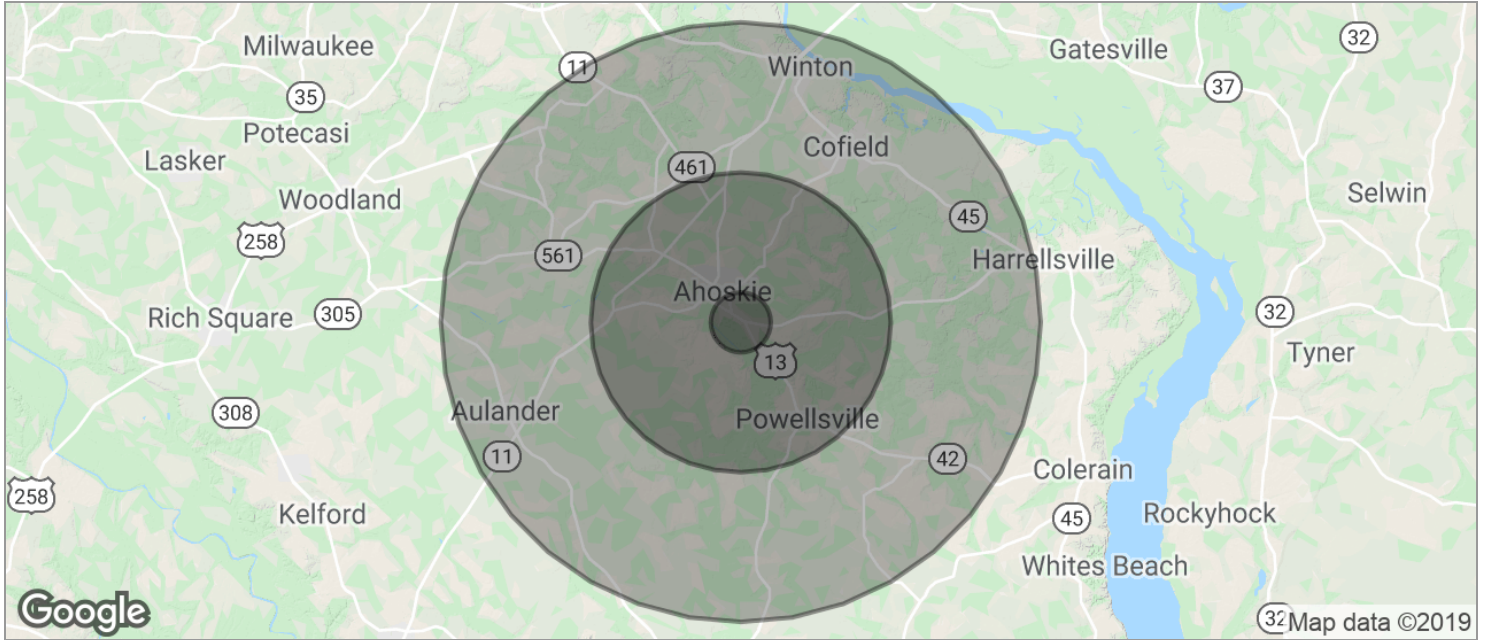 Milwaukee
11
Winton
Gatesville
32
35
37
Potecasi
Lasker
461
Cofield
Woodland
Selwin
258
45
561
Harrellsville
Ahoskie
Rich Square
305
32
13
Tyner
308
Aulander
Powellsville
11
42
Colerain
258
Kelford
45
Rockyhock
Whites Beach
Google
32
Map data ©2019